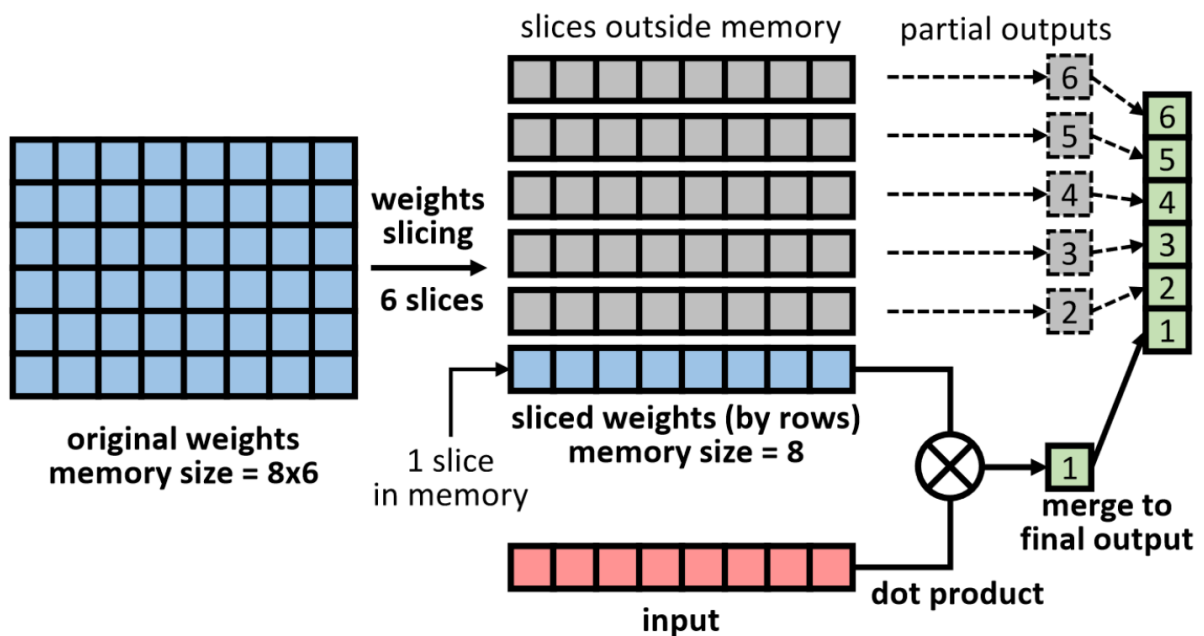 slices outside memory
partial outputs
6
5
4
3
2
6
5
4
3
2
1
weights
slicing
6 slices
original weights
memory size = 8x6
sliced weights (by rows)
memory size = 8
1 slice
in memory
1
merge to
final output
dot product
input